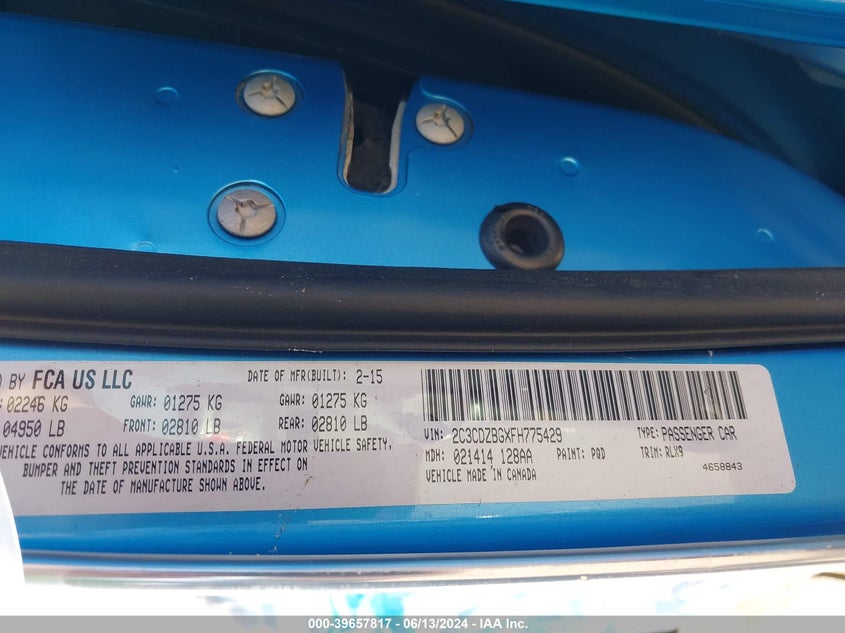 BY FCA US LLC
DATE OF MFR(BUILT): 2-15
: 02246 KG GAWR: 01275 KG GAWR: 01275 KG
04950 LB FRONT: 02810 LB REAR: 02810 LB
VEHICLE CONFORMS TO ALL APPLICABLE U.S.A. FEDERAL MOTOR VEHICLE SAFETY,
BUMPER AND THEFT PREVENTION STANDARDS IN EFFECT ON
THE DATE OF MANUFACTURE SHOWN ABOVE.
VIN: 2C3CDZBGXFH775429 TYPE: PASSENGER CAR
MDH: 021414 128AA PAINT: PQD TRIM: RLX9
VEHICLE MADE IN CANADA 4658843
000-39657817 - 06/13/2024 - IAA Inc.